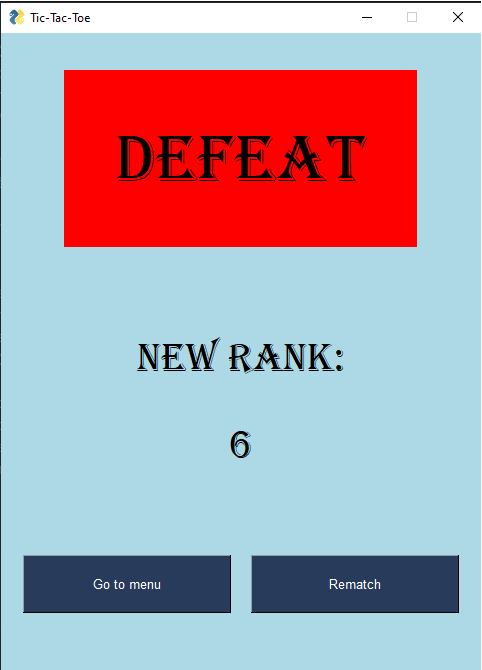 Tic-Tac-Toe
DEFEAT
NEW RANK:
6
Go to menu
Rematch